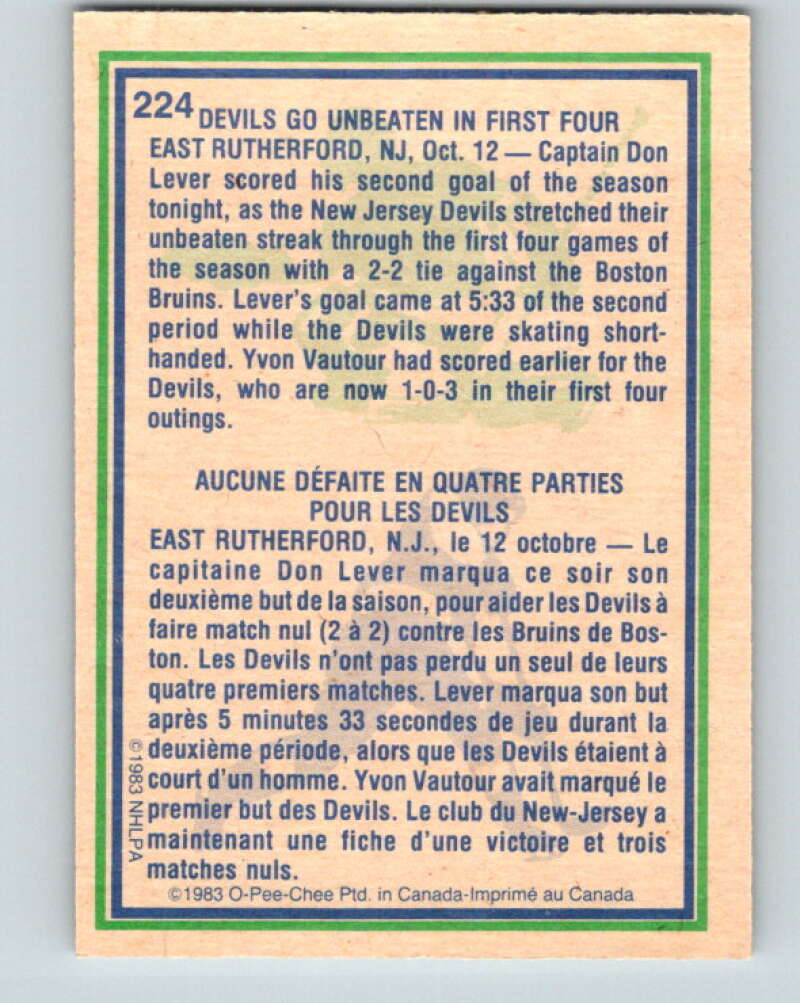 224 DEVILS GO UNBEATEN IN FIRST FOUR
EAST RUTHERFORD, NJ, Oct. 12 — Captain Don
Lever scored his second goal of the season
tonight, as the New Jersey Devils stretched their
unbeaten streak through the first four games of
the season with a 2-2 tie against the Boston
Bruins. Lever's goal came at 5:33 of the second
period while the Devils were skating short-
handed. Yvon Vautour had scored earlier for the
Devils, who are now 1-0-3 in their first four
outings.
AUCUNE DÉFAITE EN QUATRE PARTIES
POUR LES DEVILS
EAST RUTHERFORD, N.J., le 12 octobre — Le
capitaine Don Lever marqua ce soir son
deuxième but de la saison, pour aider les Devils à
faire match nul (2 à 2) contre les Bruins de Bos-
ton. Les Devils n'ont pas perdu un seul de leurs
quatre premiers matches. Lever marqua son but
après 5 minutes 33 secondes de jeu durant la
deuxième période, alors que les Devils étaient à
court d'un homme. Yvon Vautour avait marqué le
premier but des Devils. Le club du New-Jersey a
maintenant une fiche d'une victoire et trois
matches nuls.
©1983 NHLPA
©1983 O-Pee-Chee Ptd. in Canada-Imprimé au Canada